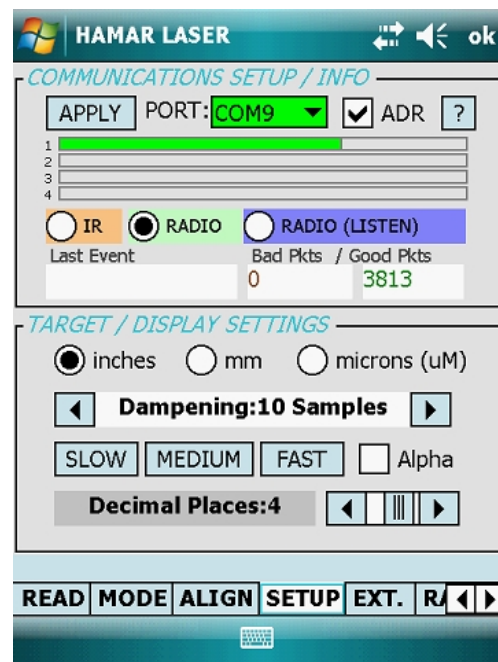 HAMAR LASER ok
COMMUNICATIONS SETUP / INFO
APPLY PORT: COM9 ADR ?
1
2
3
4
IR RADIO RADIO (LISTEN)
Last Event Bad Pkts / Good Pkts
0 3813
TARGET / DISPLAY SETTINGS
inches mm microns (uM)
Dampening:10 Samples
SLOW MEDIUM FAST Alpha
Decimal Places:4
READ MODE ALIGN SETUP EXT.